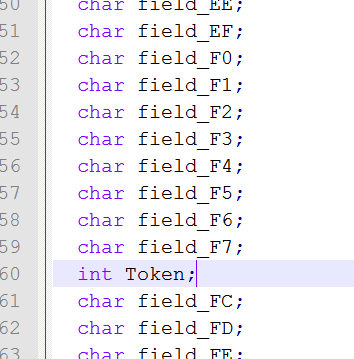 50 char field_EE;
51 char field_EF;
52 char field_F0;
53 char field_F1;
54 char field_F2;
55 char field_F3;
56 char field_F4;
57 char field_F5;
58 char field_F6;
59 char field_F7;
60 int Token;
61 char field_FC;
62 char field_FD;
63 char field_FE;